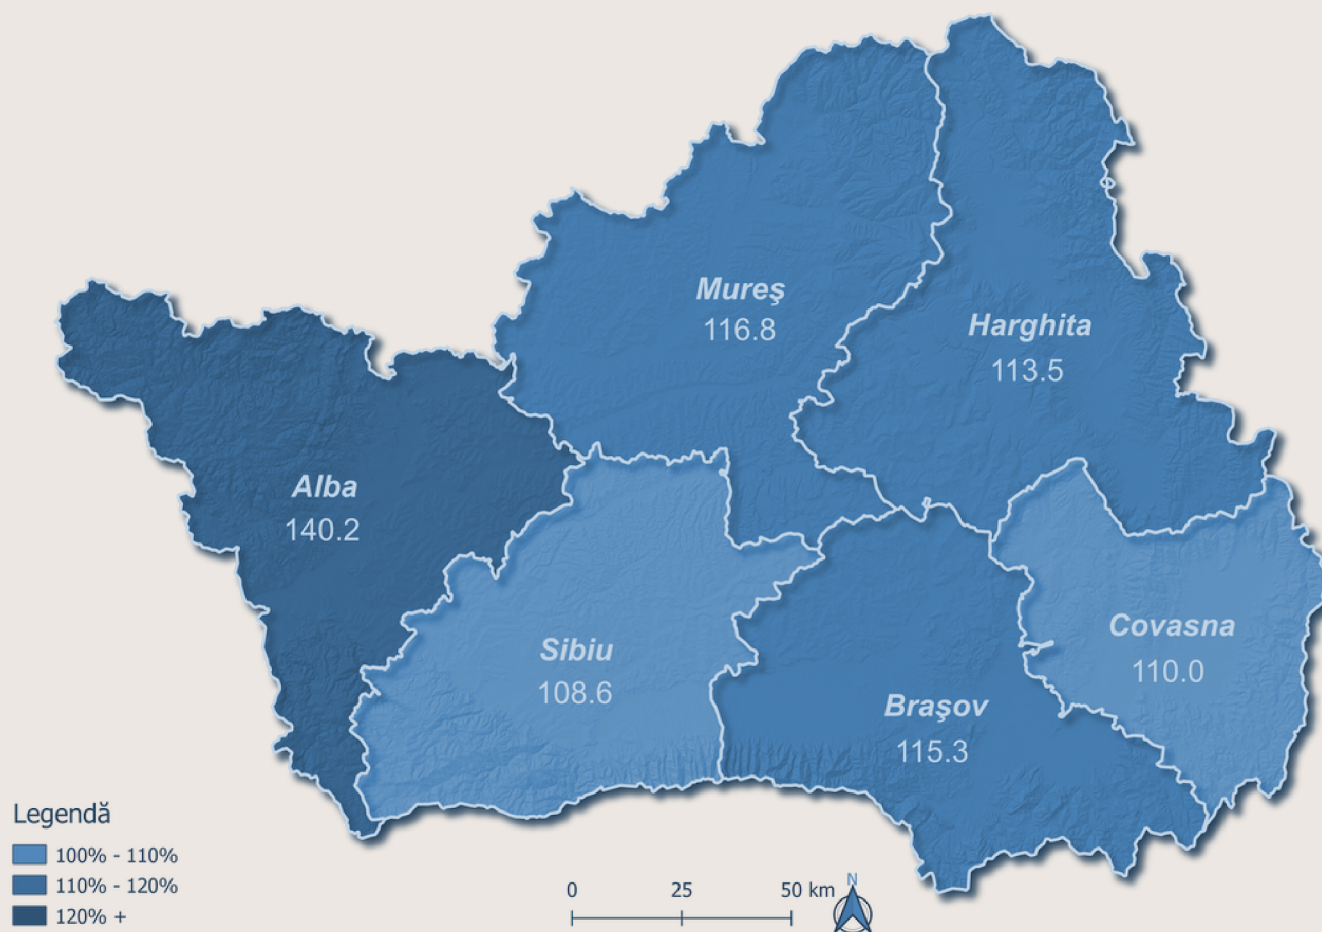 Mureş
116.8
Harghita
113.5
Alba
140.2
Sibiu
108.6
Covasna
110.0
Braşov
115.3
Legendă
100% - 110%
110% - 120%
120% +
0 25 50 km
N